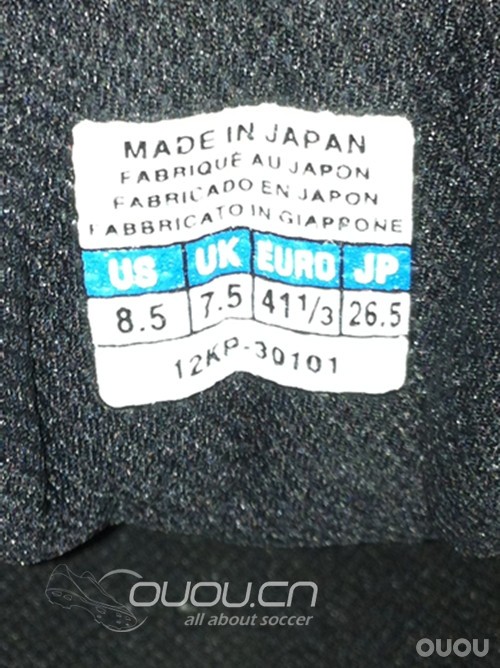 MADE IN JAPAN
FABRIQUÉ AU JAPON
FABRICADO EN JAPON
FABBRICATO IN GIAPPONE
US UK EURO JP
8.5 7.5 41 1/3 26.5
12KP-30101
OUOU.CN
all about soccer
OUOU